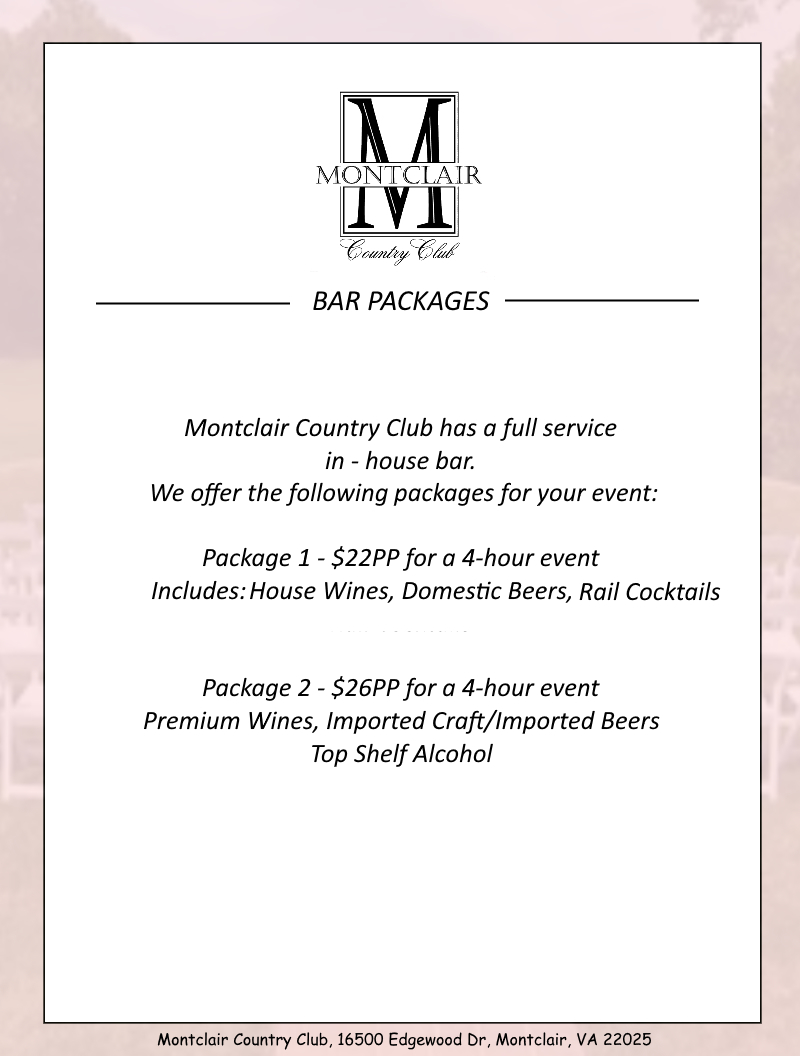 M
MONTCLAIR
Country Club
BAR PACKAGES
Montclair Country Club has a full service
in - house bar.
We offer the following packages for your event:
Package 1 - $22PP for a 4-hour event
Includes: House Wines, Domestic Beers, Rail Cocktails
Package 2 - $26PP for a 4-hour event
Premium Wines, Imported Craft/Imported Beers
Top Shelf Alcohol
Montclair Country Club, 16500 Edgewood Dr, Montclair, VA 22025